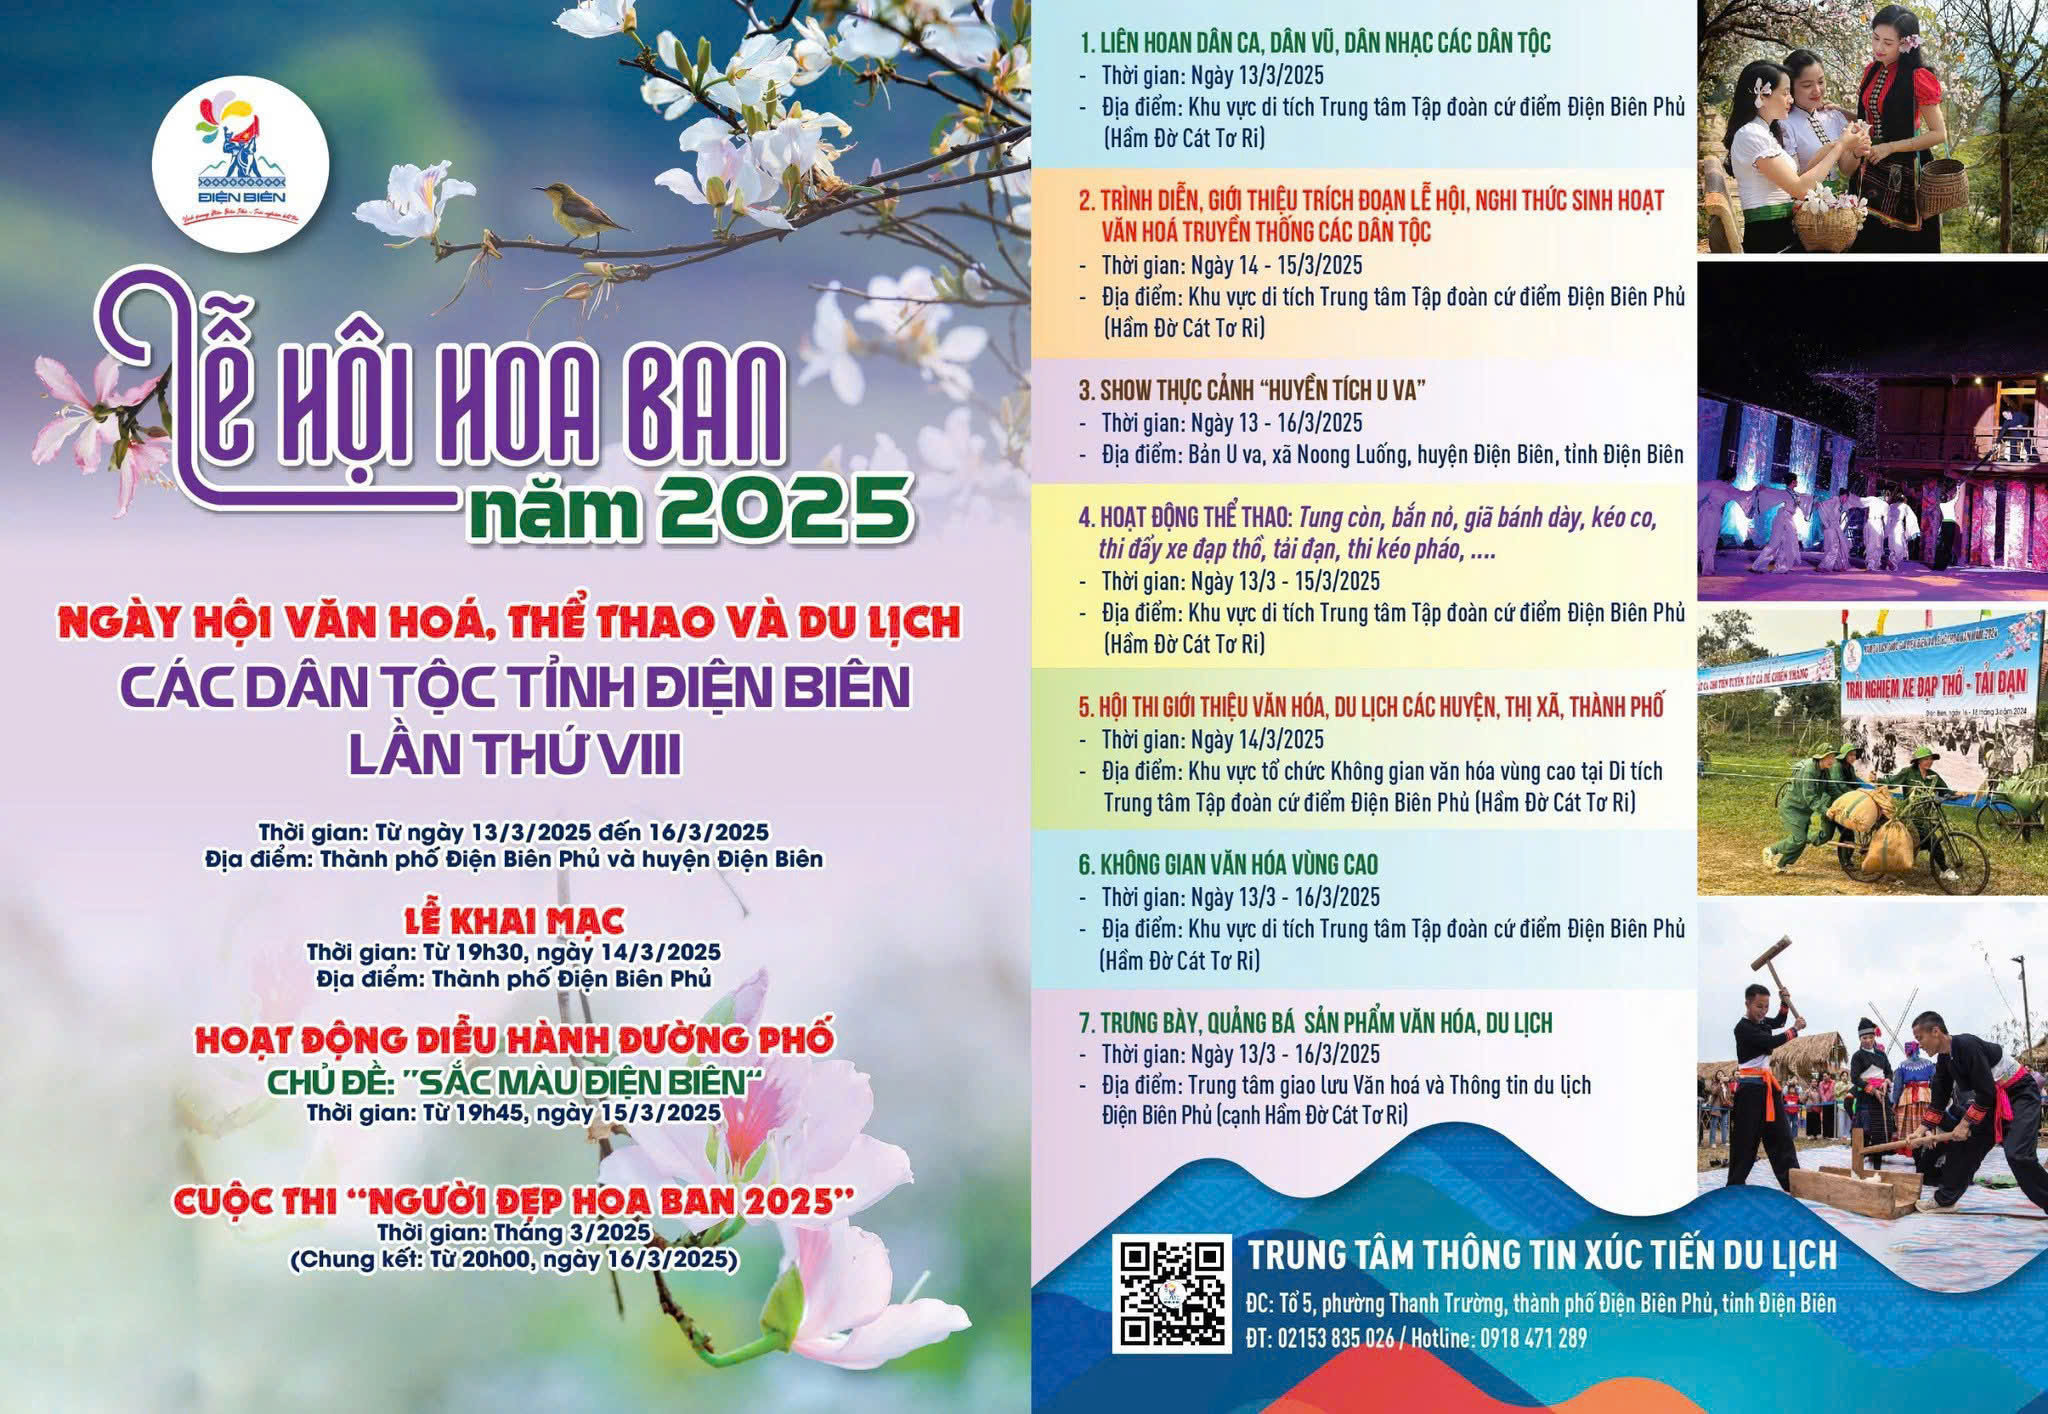 ĐIỆN BIÊN
LỄ HỘI HOA BAN
năm 2025
NGÀY HỘI VĂN HOÁ, THỂ THAO VÀ DU LỊCH
CÁC DÂN TỘC TỈNH ĐIỆN BIÊN
LẦN THỨ VIII
Thời gian: Từ ngày 13/3/2025 đến 16/3/2025
Địa điểm: Thành phố Điện Biên Phủ và huyện Điện Biên
LỄ KHAI MẠC
Thời gian: Từ 19h30, ngày 14/3/2025
Địa điểm: Thành phố Điện Biên Phủ
HOẠT ĐỘNG DIỄU HÀNH ĐƯỜNG PHỐ
CHỦ ĐỀ: "SẮC MÀU ĐIỆN BIÊN"
Thời gian: Từ 19h45, ngày 15/3/2025
CUỘC THI "NGƯỜI ĐẸP HOA BAN 2025"
Thời gian: Tháng 3/2025
(Chung kết: Từ 20h00, ngày 16/3/2025)
1. LIÊN HOAN DÂN CA, DÂN VŨ, DÂN NHẠC CÁC DÂN TỘC
- Thời gian: Ngày 13/3/2025
- Địa điểm: Khu vực di tích Trung tâm Tập đoàn cứ điểm Điện Biên Phủ
(Hầm Đờ Cát Tơ Ri)
2. TRÌNH DIỄN, GIỚI THIỆU TRÍCH ĐOẠN LỄ HỘI, NGHI THỨC SINH HOẠT
VĂN HOÁ TRUYỀN THỐNG CÁC DÂN TỘC
- Thời gian: Ngày 14 - 15/3/2025
- Địa điểm: Khu vực di tích Trung tâm Tập đoàn cứ điểm Điện Biên Phủ
(Hầm Đờ Cát Tơ Ri)
3. SHOW THỰC CẢNH "HUYỀN TÍCH U VA"
- Thời gian: Ngày 13 - 16/3/2025
- Địa điểm: Bản U va, xã Noong Luống, huyện Điện Biên, tỉnh Điện Biên
4. HOẠT ĐỘNG THỂ THAO: Tung còn, bắn nỏ, giã bánh dày, kéo co,
thi đẩy xe đạp thồ, tải đạn, thi kéo pháo, ....
- Thời gian: Ngày 13/3 - 15/3/2025
- Địa điểm: Khu vực di tích Trung tâm Tập đoàn cứ điểm Điện Biên Phủ
(Hầm Đờ Cát Tơ Ri)
5. HỘI THI GIỚI THIỆU VĂN HÓA, DU LỊCH CÁC HUYỆN, THỊ XÃ, THÀNH PHỐ
- Thời gian: Ngày 14/3/2025
- Địa điểm: Khu vực tổ chức Không gian văn hóa vùng cao tại Di tích
Trung tâm Tập đoàn cứ điểm Điện Biên Phủ (Hầm Đờ Cát Tơ Ri)
6. KHÔNG GIAN VĂN HÓA VÙNG CAO
- Thời gian: Ngày 13/3 - 16/3/2025
- Địa điểm: Khu vực di tích Trung tâm Tập đoàn cứ điểm Điện Biên Phủ
(Hầm Đờ Cát Tơ Ri)
7. TRƯNG BÀY, QUẢNG BÁ SẢN PHẨM VĂN HÓA, DU LỊCH
- Thời gian: Ngày 13/3 - 16/3/2025
- Địa điểm: Trung tâm giao lưu Văn hoá và Thông tin du lịch
Điện Biên Phủ (cạnh Hầm Đờ Cát Tơ Ri)
TRẢI NGHIỆM XE ĐẠP THỒ - TẢI ĐẠN
TRUNG TÂM THÔNG TIN XÚC TIẾN DU LỊCH
ĐC: Tổ 5, phường Thanh Trường, thành phố Điện Biên Phủ, tỉnh Điện Biên
ĐT: 02153 835 026 / Hotline: 0918 471 289